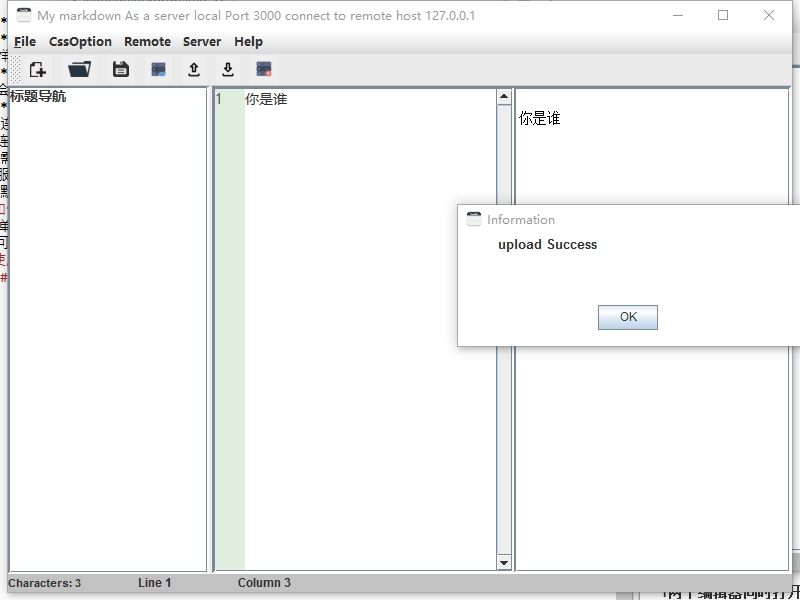 My markdown As a server local Port 3000 connect to remote host 127.0.0.1
File CssOption Remote Server Help
标题导航
1 你是谁
你是谁
Information
upload Success
OK
Characters: 3 Line 1 Column 3